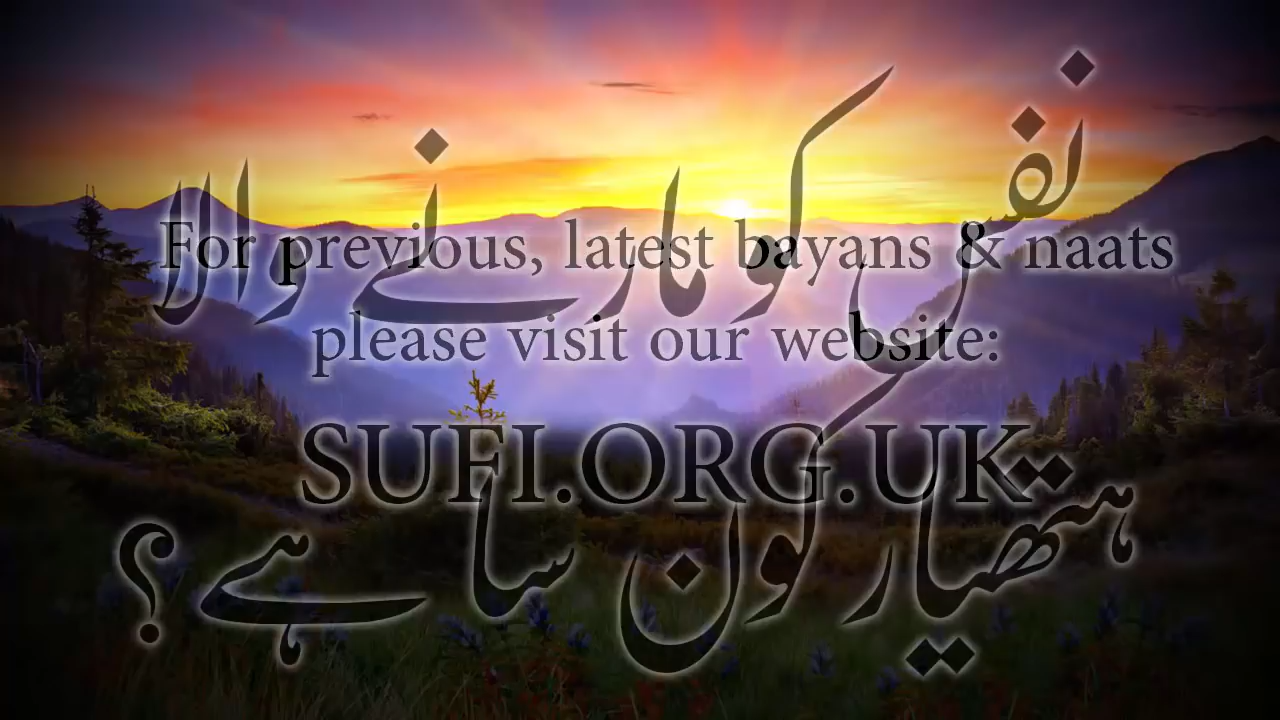 نفس کو مارنے والا
For previous, latest bayans & naats
please visit our website:
SUFI.ORG.UK
ہتھیار کون سا ہے؟